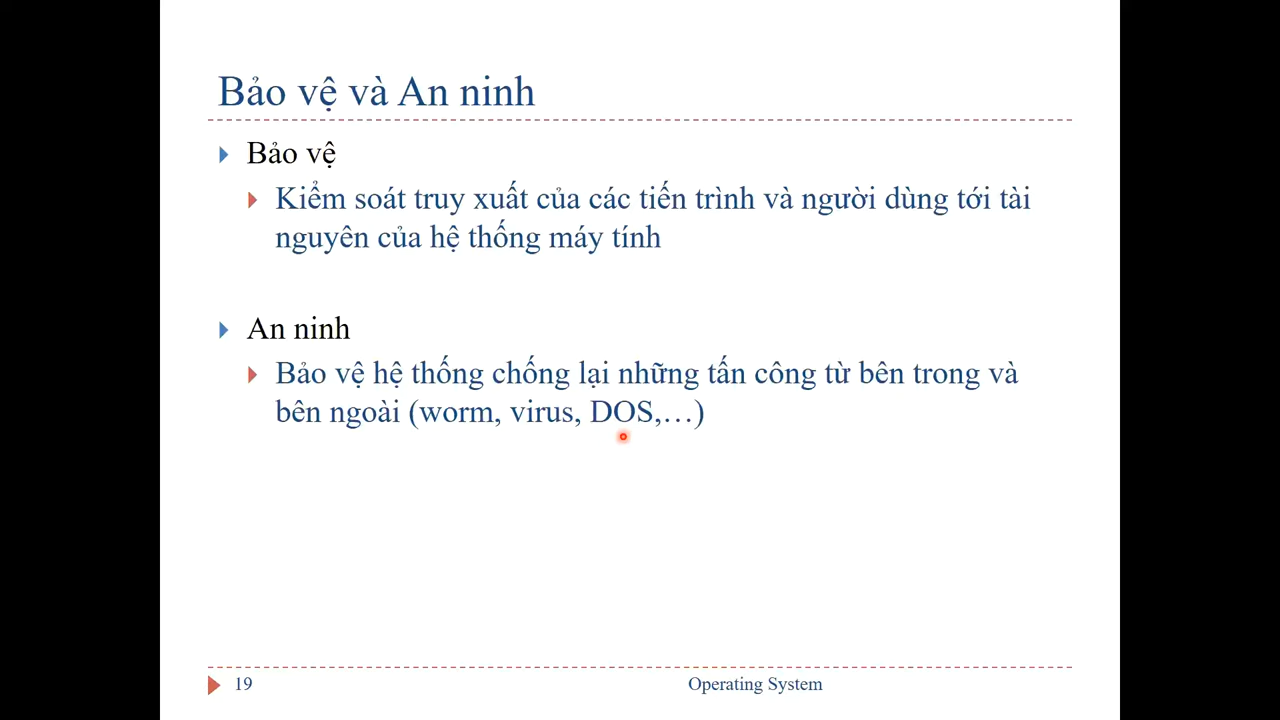 Bảo vệ và An ninh
Bảo vệ
Kiểm soát truy xuất của các tiến trình và người dùng tới tài
nguyên của hệ thống máy tính
An ninh
Bảo vệ hệ thống chống lại những tấn công từ bên trong và
bên ngoài (worm, virus, DOS,…)
19
Operating System